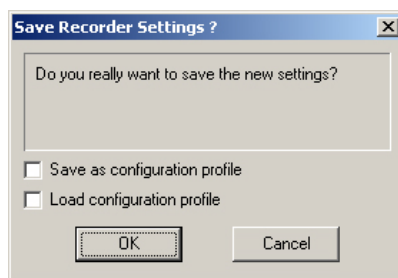 Save Recorder Settings ?
Do you really want to save the new settings?
Save as configuration profile
Load configuration profile
OK
Cancel